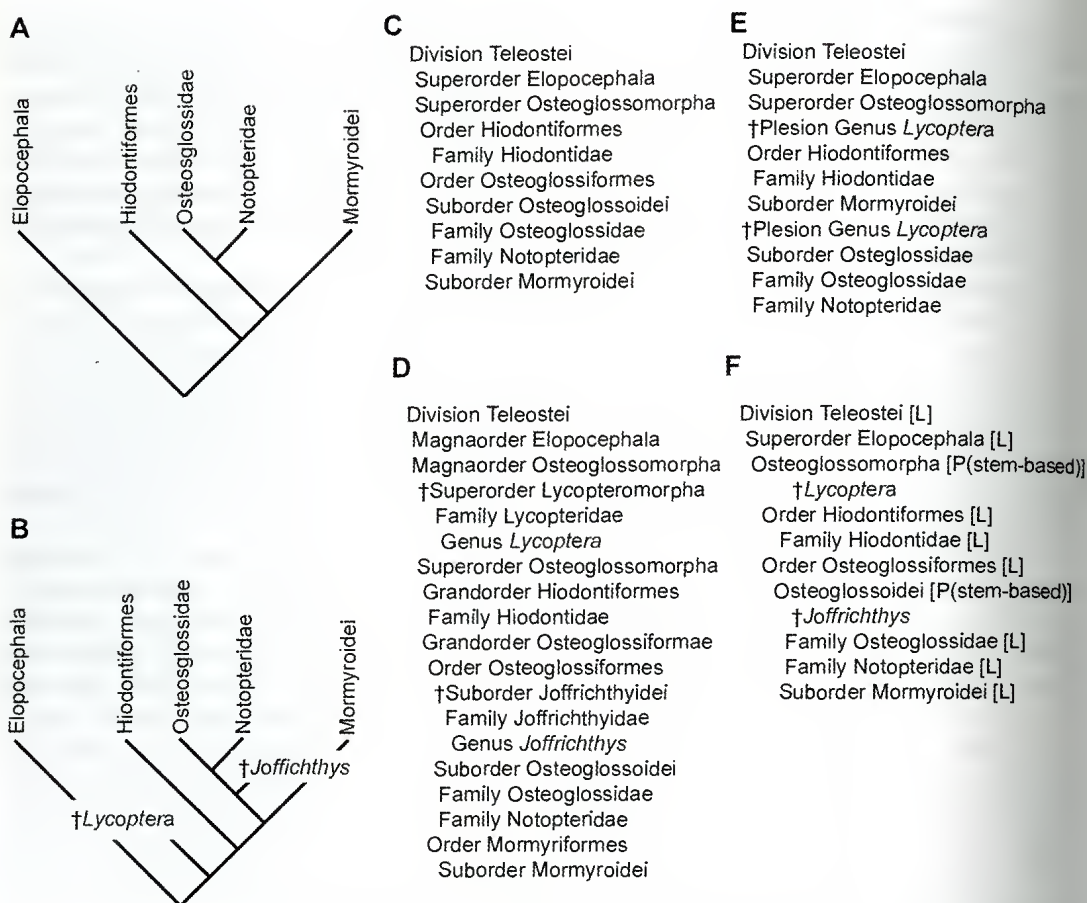 A
Elopocephala
Hiodontiformes
Osteosglossidae
Notopteridae
Mormyroidei
B
Elopocephala
Hiodontiformes
Osteosglossidae
Notopteridae
Mormyroidei
†Joffichthys
†Lycoptera
C
Division Teleostei
Superorder Elopocephala
Superorder Osteoglossomorpha
Order Hiodontiformes
Family Hiodontidae
Order Osteoglossiformes
Suborder Osteoglossoidei
Family Osteoglossidae
Family Notopteridae
Suborder Mormyroidei
D
Division Teleostei
Magnaorder Elopocephala
Magnaorder Osteoglossomorpha
†Superorder Lycopteromorpha
Family Lycopteridae
Genus Lycoptera
Superorder Osteoglossomorpha
Grandorder Hiodontiformes
Family Hiodontidae
Grandorder Osteoglossiformae
Order Osteoglossiformes
†Suborder Joffrichthyidei
Family Joffrichthyidae
Genus Joffrichthys
Suborder Osteoglossoidei
Family Osteoglossidae
Family Notopteridae
Order Mormyriformes
Suborder Mormyroidei
E
Division Teleostei
Superorder Elopocephala
Superorder Osteoglossomorpha
†Plesion Genus Lycoptera
Order Hiodontiformes
Family Hiodontidae
Suborder Mormyroidei
†Plesion Genus Lycoptera
Suborder Osteglossidae
Family Osteoglossidae
Family Notopteridae
F
Division Teleostei [L]
Superorder Elopocephala [L]
Osteoglossomorpha [P(stem-based)]
†Lycoptera
Order Hiodontiformes [L]
Family Hiodontidae [L]
Order Osteoglossiformes [L]
Osteoglossoidei [P(stem-based)]
†Joffrichthys
Family Osteoglossidae [L]
Family Notopteridae [L]
Suborder Mormyroidei [L]